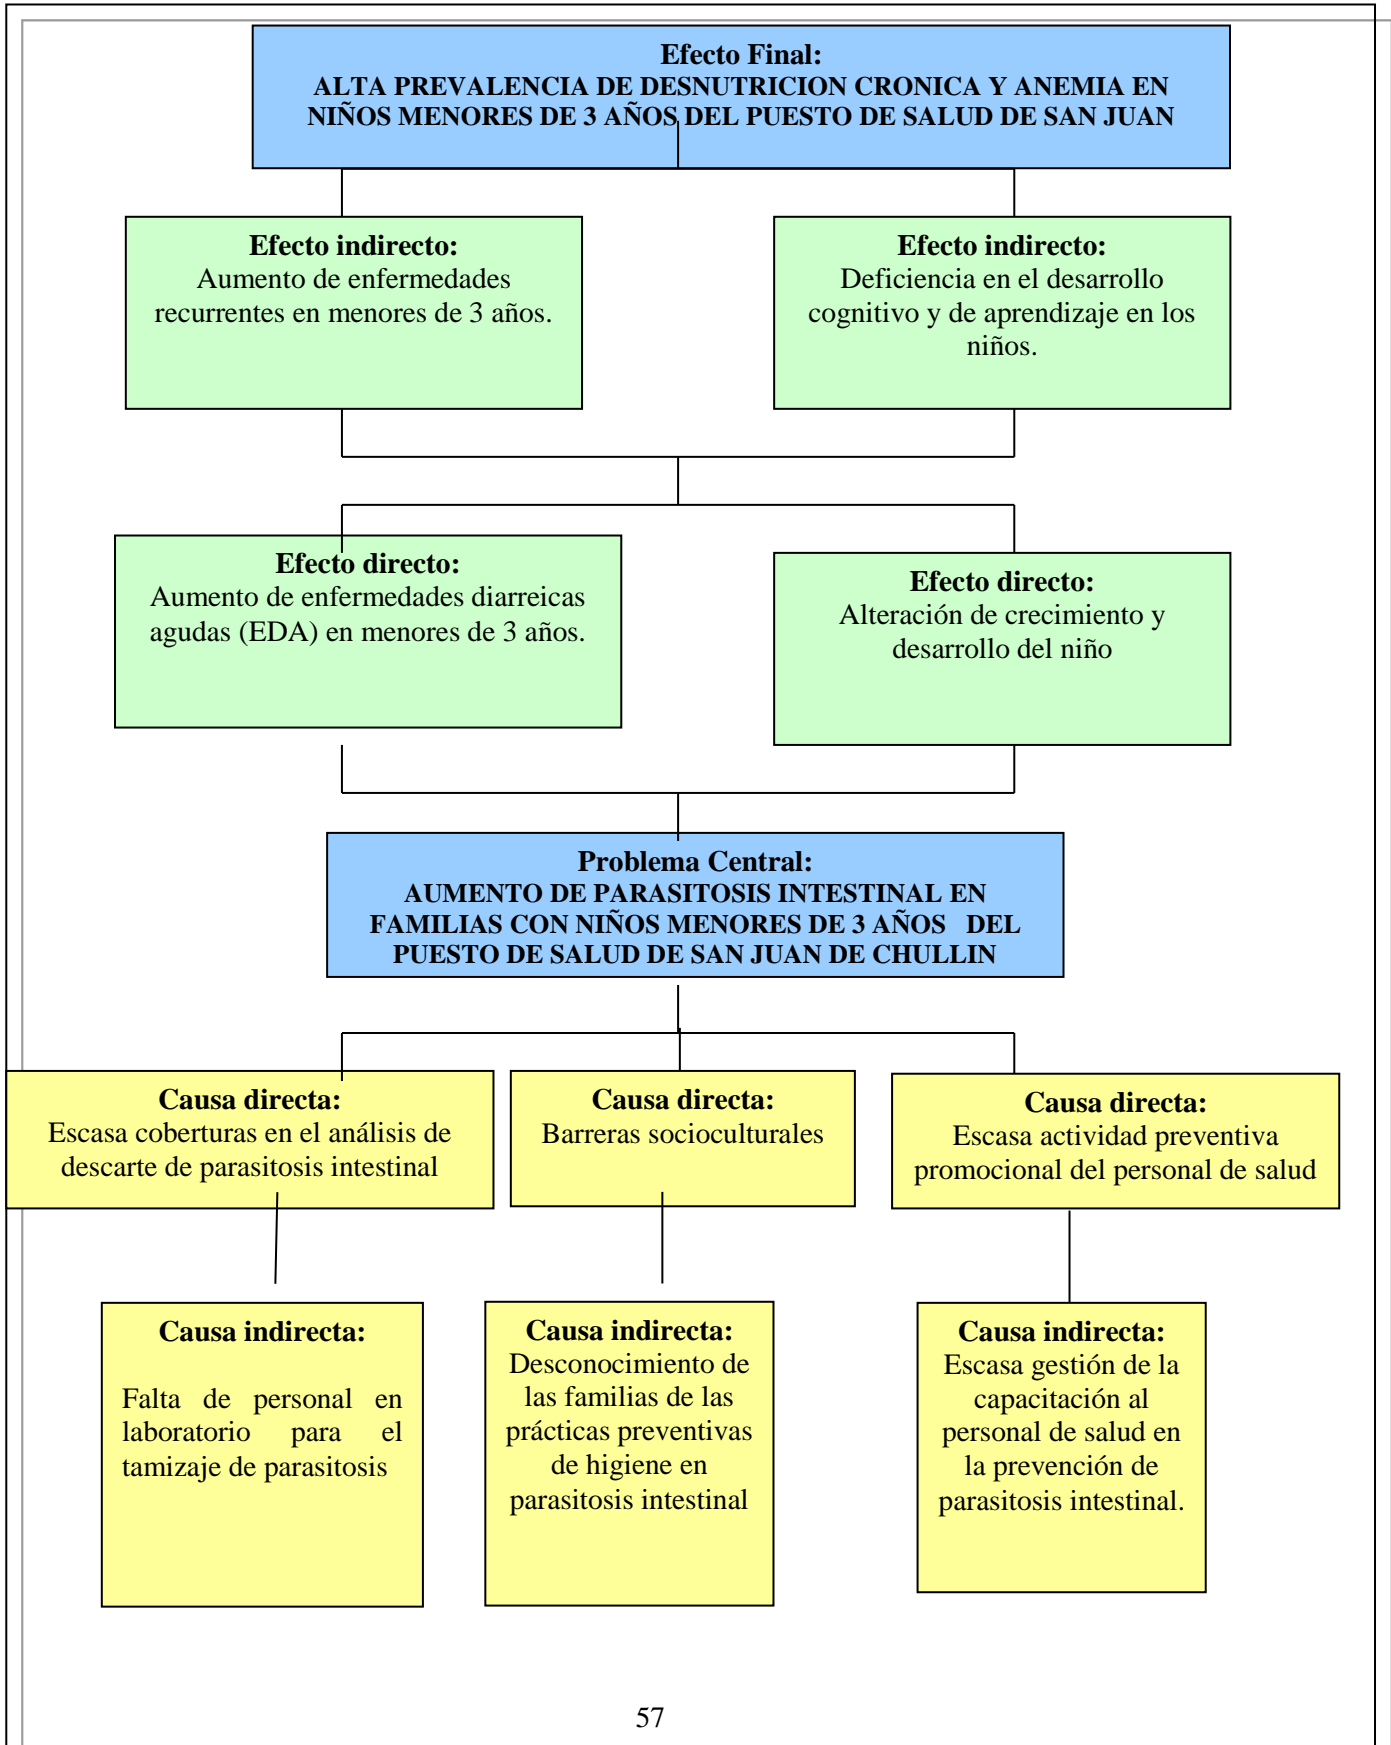 Efecto Final:
ALTA PREVALENCIA DE DESNUTRICION CRONICA Y ANEMIA EN
NIÑOS MENORES DE 3 AÑOS DEL PUESTO DE SALUD DE SAN JUAN
Efecto indirecto:
Aumento de enfermedades
recurrentes en menores de 3 años.
Efecto indirecto:
Deficiencia en el desarrollo
cognitivo y de aprendizaje en los
niños.
Efecto directo:
Aumento de enfermedades diarreicas
agudas (EDA) en menores de 3 años.
Efecto directo:
Alteración de crecimiento y
desarrollo del niño
Problema Central:
AUMENTO DE PARASITOSIS INTESTINAL EN
FAMILIAS CON NIÑOS MENORES DE 3 AÑOS DEL
PUESTO DE SALUD DE SAN JUAN DE CHULLIN
Causa directa:
Escasa coberturas en el análisis de
descarte de parasitosis intestinal
Causa directa:
Barreras socioculturales
Causa directa:
Escasa actividad preventiva
promocional del personal de salud
Causa indirecta:
Falta de personal en
laboratorio para el
tamizaje de parasitosis
Causa indirecta:
Desconocimiento de
las familias de las
prácticas preventivas
de higiene en
parasitosis intestinal
Causa indirecta:
Escasa gestión de la
capacitación al
personal de salud en
la prevención de
parasitosis intestinal.
57